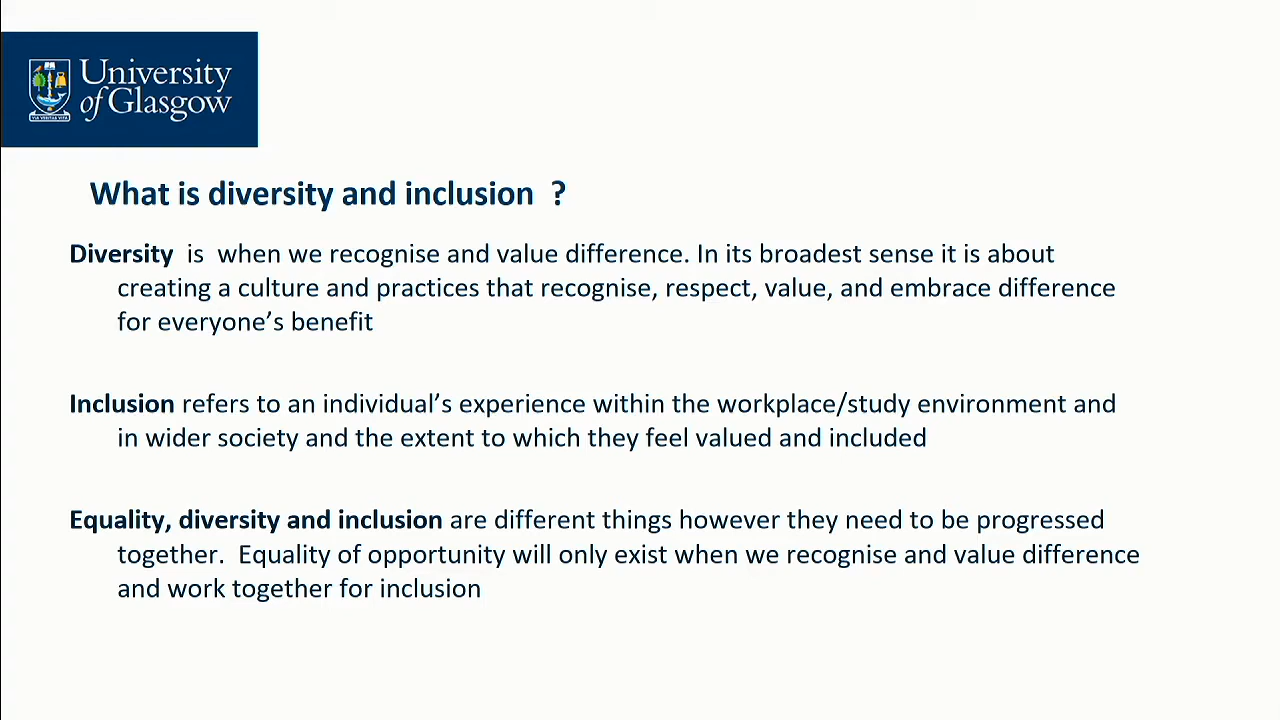 University
of Glasgow
VIA VERITAS VITA
What is diversity and inclusion  ?
Diversity  is  when we recognise and value difference. In its broadest sense it is about
creating a culture and practices that recognise, respect, value, and embrace difference
for everyone’s benefit
Inclusion refers to an individual’s experience within the workplace/study environment and
in wider society and the extent to which they feel valued and included
Equality, diversity and inclusion are different things however they need to be progressed
together.  Equality of opportunity will only exist when we recognise and value difference
and work together for inclusion